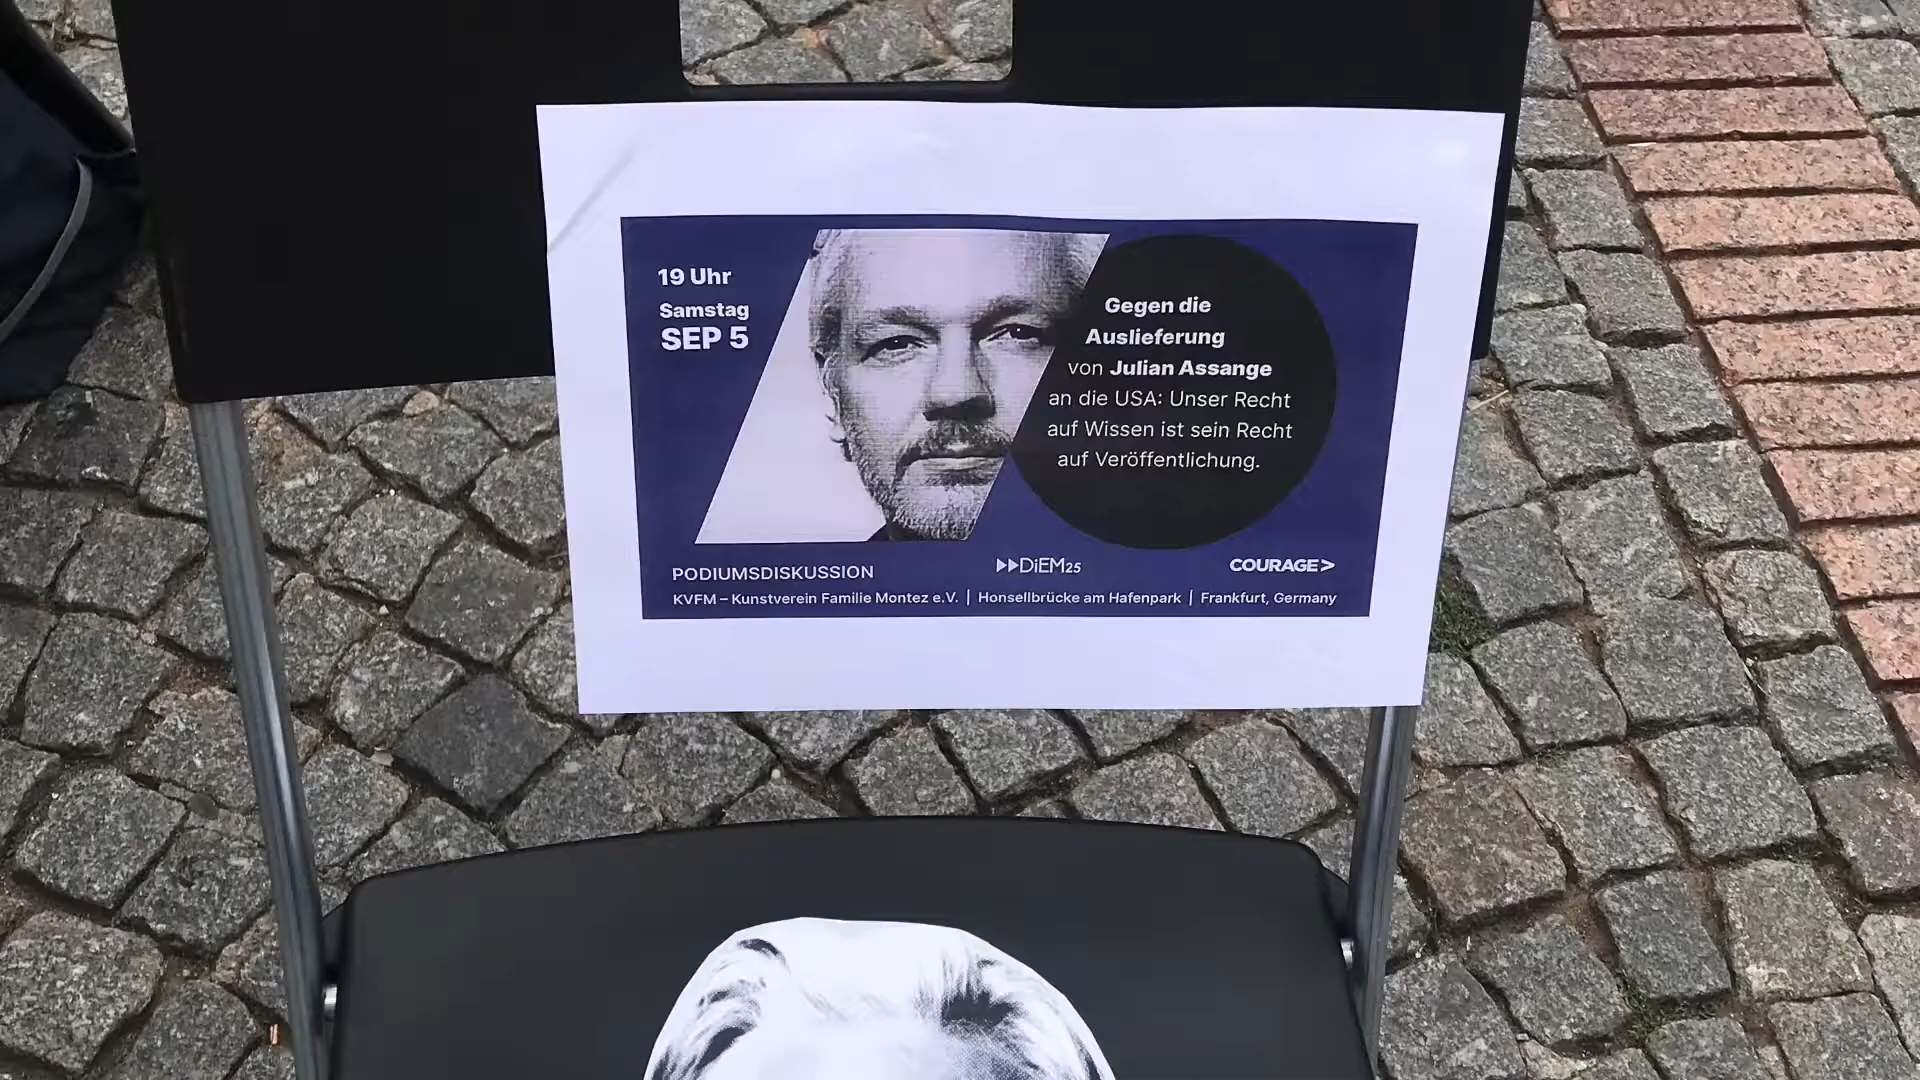 19 Uhr
Samstag
SEP 5
Gegen die
Auslieferung
von Julian Assange
an die USA: Unser Recht
auf Wissen ist sein Recht
auf Veröffentlichung.
PODIUMSDISKUSSION
DiEM25
COURAGE>
KVFM – Kunstverein Familie Montez e.V. | Honsellbrücke am Hafenpark | Frankfurt, Germany